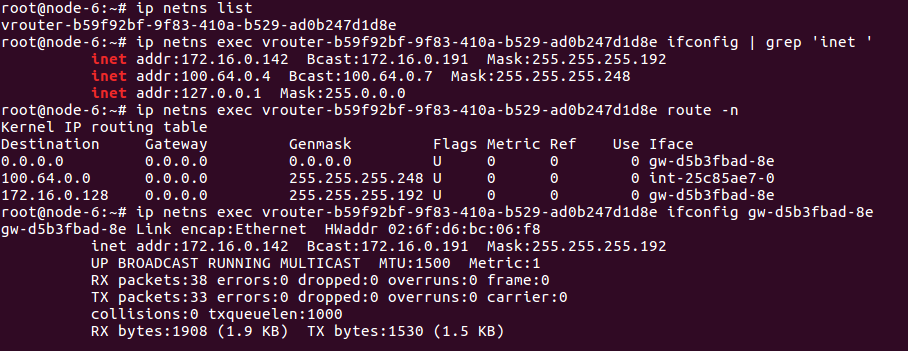 root@node-6:~# ip netns list
vrouter-b59f92bf-9f83-410a-b529-ad0b247d1d8e
root@node-6:~# ip netns exec vrouter-b59f92bf-9f83-410a-b529-ad0b247d1d8e ifconfig | grep 'inet '
inet addr:172.16.0.142  Bcast:172.16.0.191  Mask:255.255.255.192
inet addr:100.64.0.4  Bcast:100.64.0.7  Mask:255.255.255.248
inet addr:127.0.0.1  Mask:255.0.0.0
root@node-6:~# ip netns exec vrouter-b59f92bf-9f83-410a-b529-ad0b247d1d8e route -n
Kernel IP routing table
Destination     Gateway         Genmask         Flags Metric Ref    Use Iface
0.0.0.0         0.0.0.0         0.0.0.0         U     0      0        0 gw-d5b3fbad-8e
100.64.0.0      0.0.0.0         255.255.255.248 U     0      0        0 int-25c85ae7-0
172.16.0.128    0.0.0.0         255.255.255.192 U     0      0        0 gw-d5b3fbad-8e
root@node-6:~# ip netns exec vrouter-b59f92bf-9f83-410a-b529-ad0b247d1d8e ifconfig gw-d5b3fbad-8e
gw-d5b3fbad-8e Link encap:Ethernet  HWaddr 02:6f:d6:bc:06:f8
inet addr:172.16.0.142  Bcast:172.16.0.191  Mask:255.255.255.192
UP BROADCAST RUNNING MULTICAST  MTU:1500  Metric:1
RX packets:38 errors:0 dropped:0 overruns:0 frame:0
TX packets:33 errors:0 dropped:0 overruns:0 carrier:0
collisions:0 txqueuelen:1000
RX bytes:1908 (1.9 KB)  TX bytes:1530 (1.5 KB)